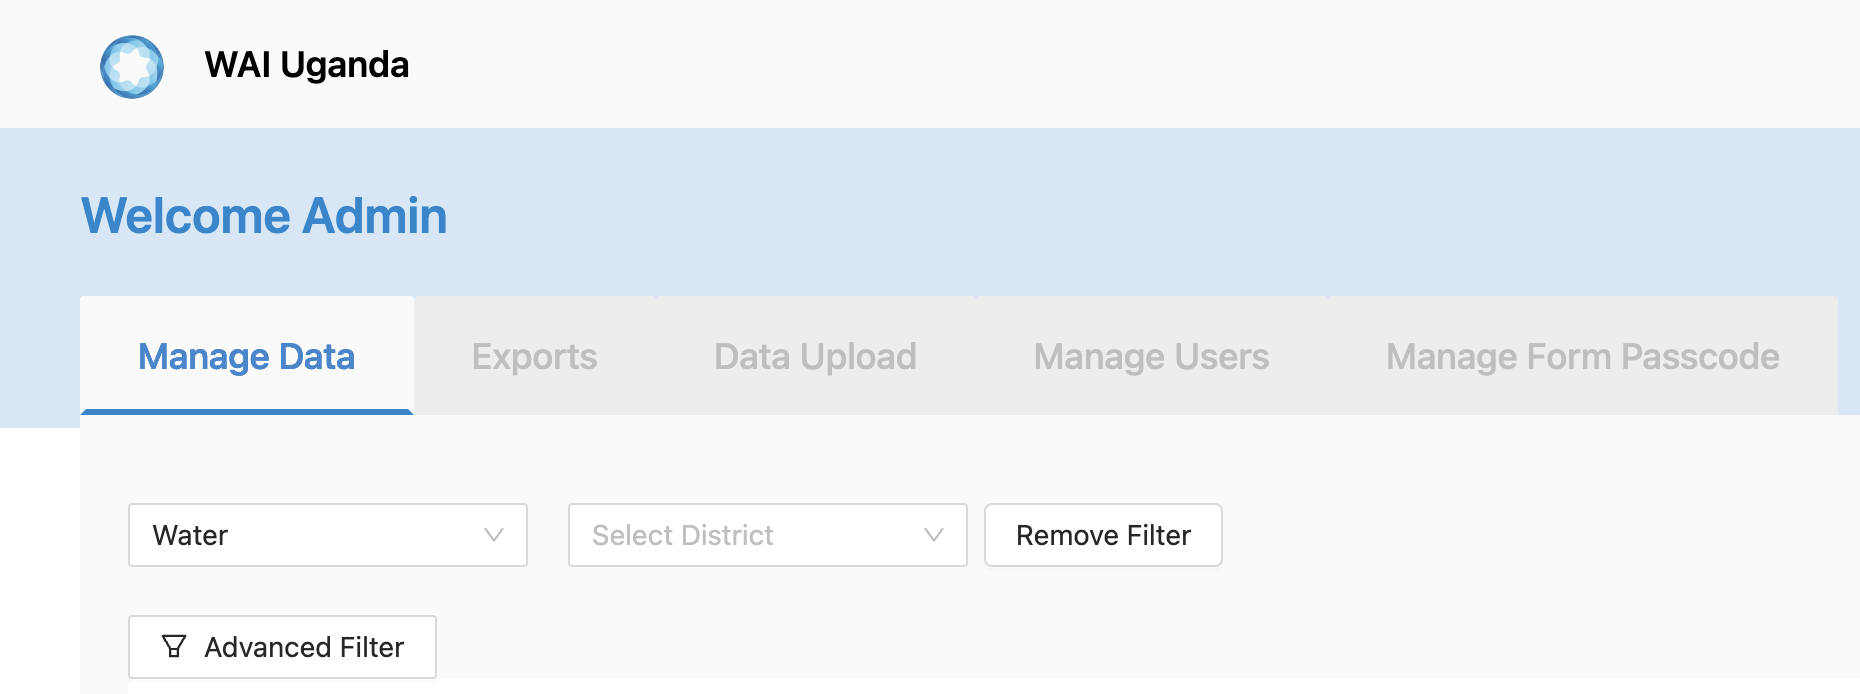 WAI Uganda
Welcome Admin
Manage Data Exports Data Upload Manage Users Manage Form Passcode
Water Select District Remove Filter
Advanced Filter